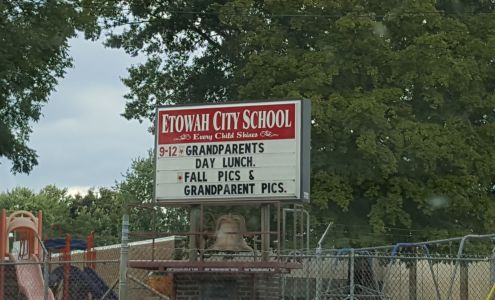 ETOWAH CITY SCHOOL
Every Child Shines
9-12 GRANDPARENTS
DAY LUNCH.
FALL PICS &
GRANDPARENT PICS.